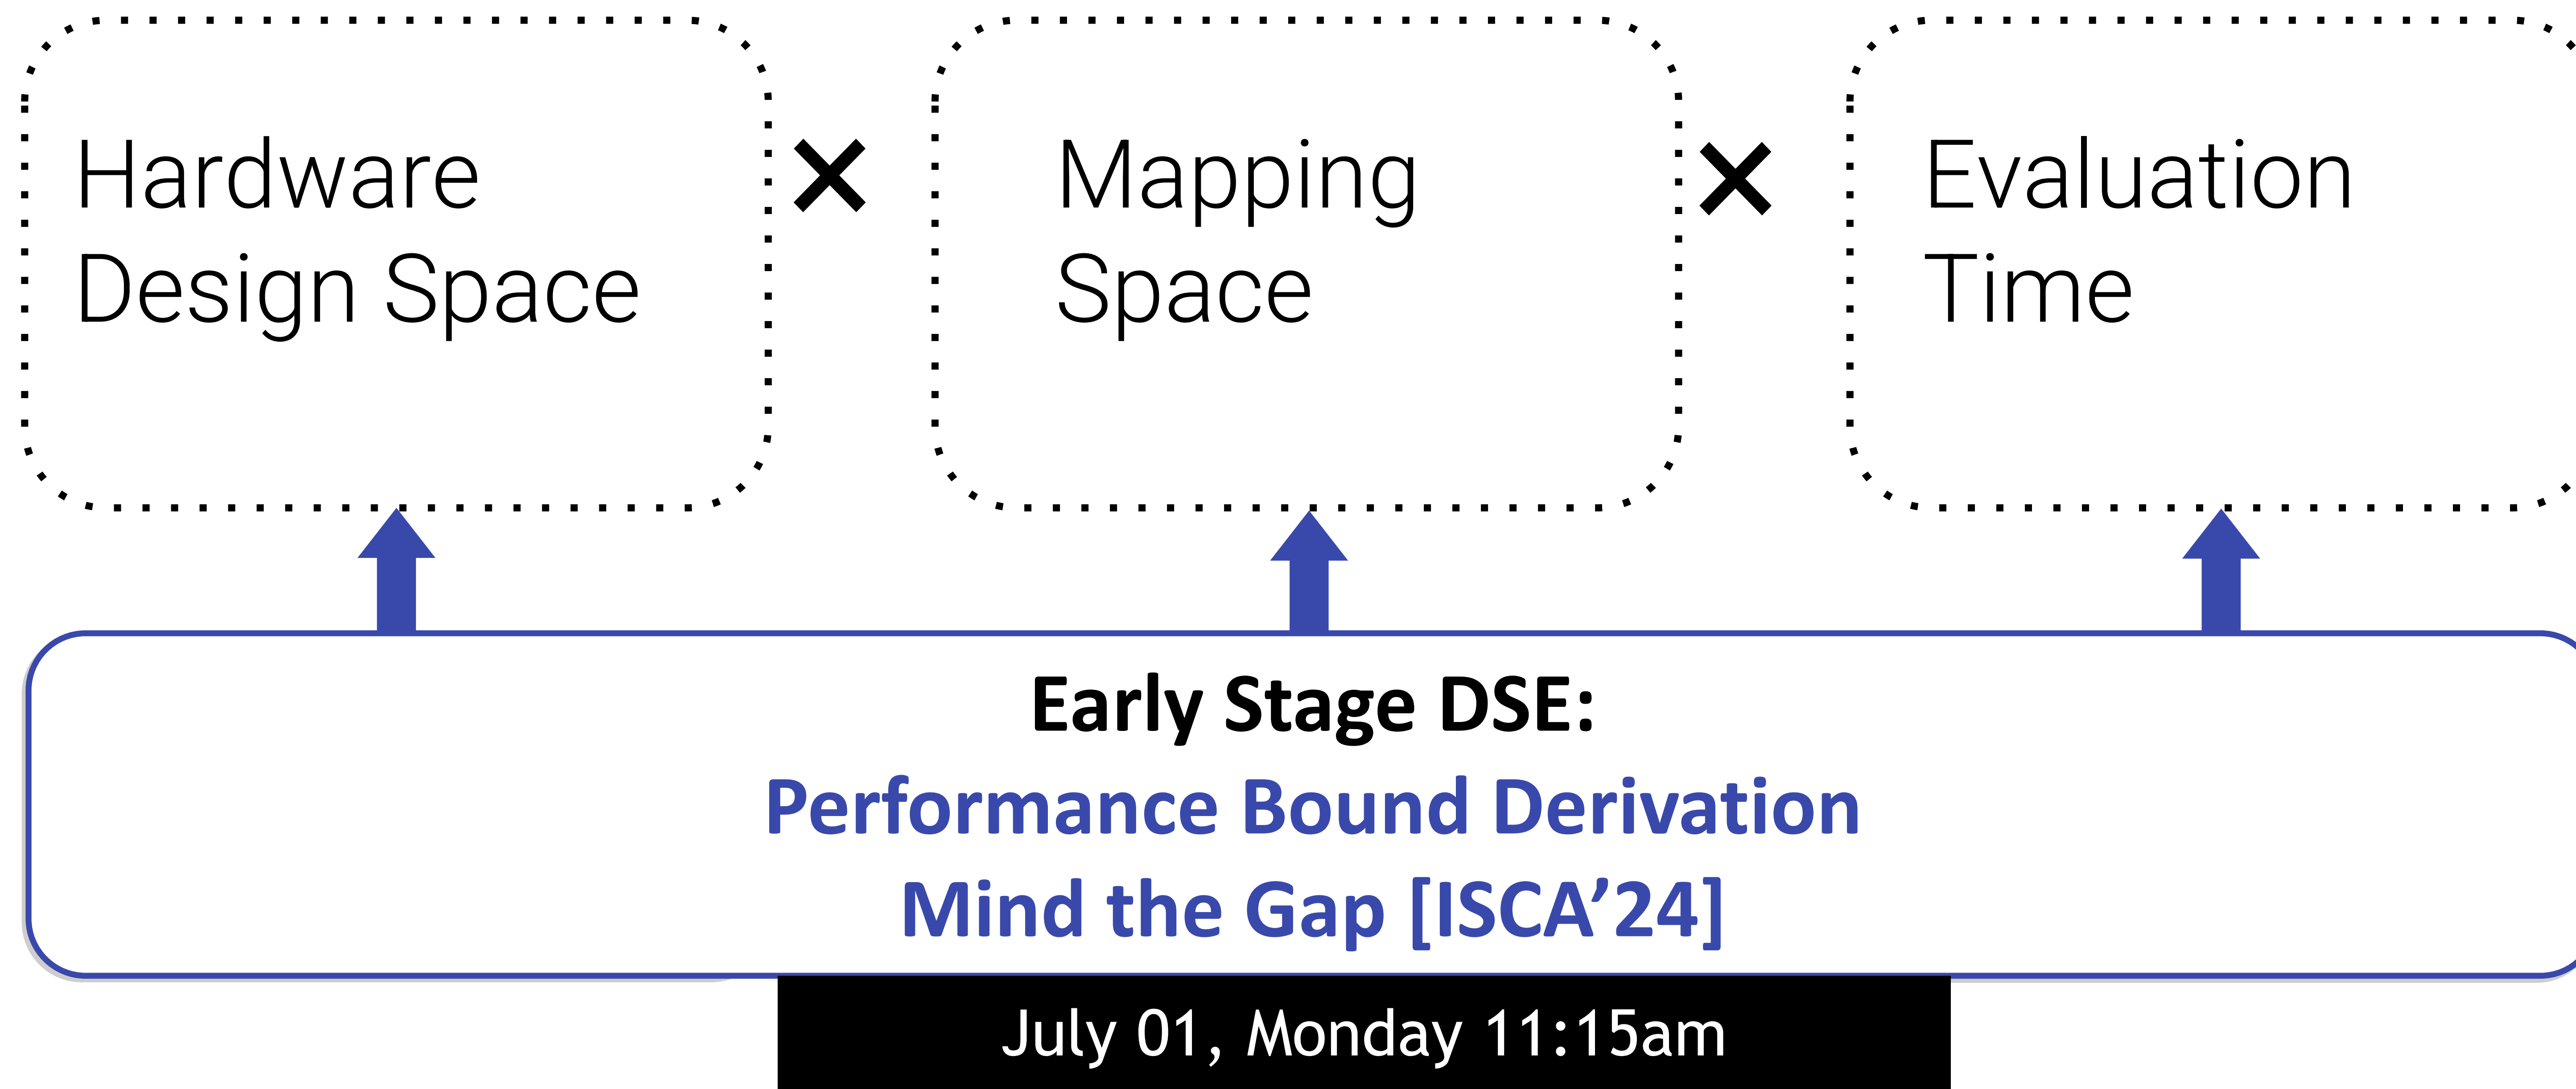 Hardware
Design Space
×
Mapping
Space
×
Evaluation
Time
Early Stage DSE:
Performance Bound Derivation
Mind the Gap [ISCA’24]
July 01, Monday 11:15am